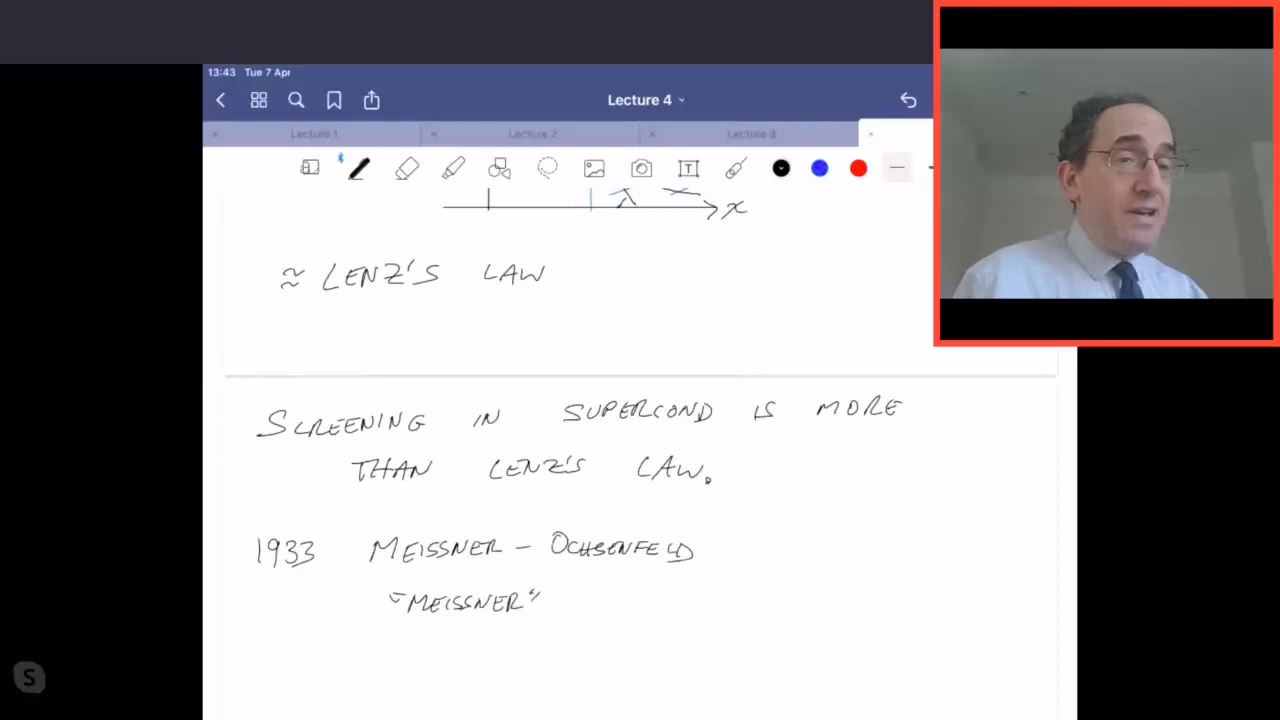 13:43 Tue 7 Apr
Lecture 4
Lecture 1
Lecture 2
Lecture 3
T
λ
x
≈ LENZ'S LAW
SCREENING IN SUPERCOND IS MORE
THAN LENZ'S LAW.
1933 MEISSNER - OCHSENFELD
"MEISSNER"
S